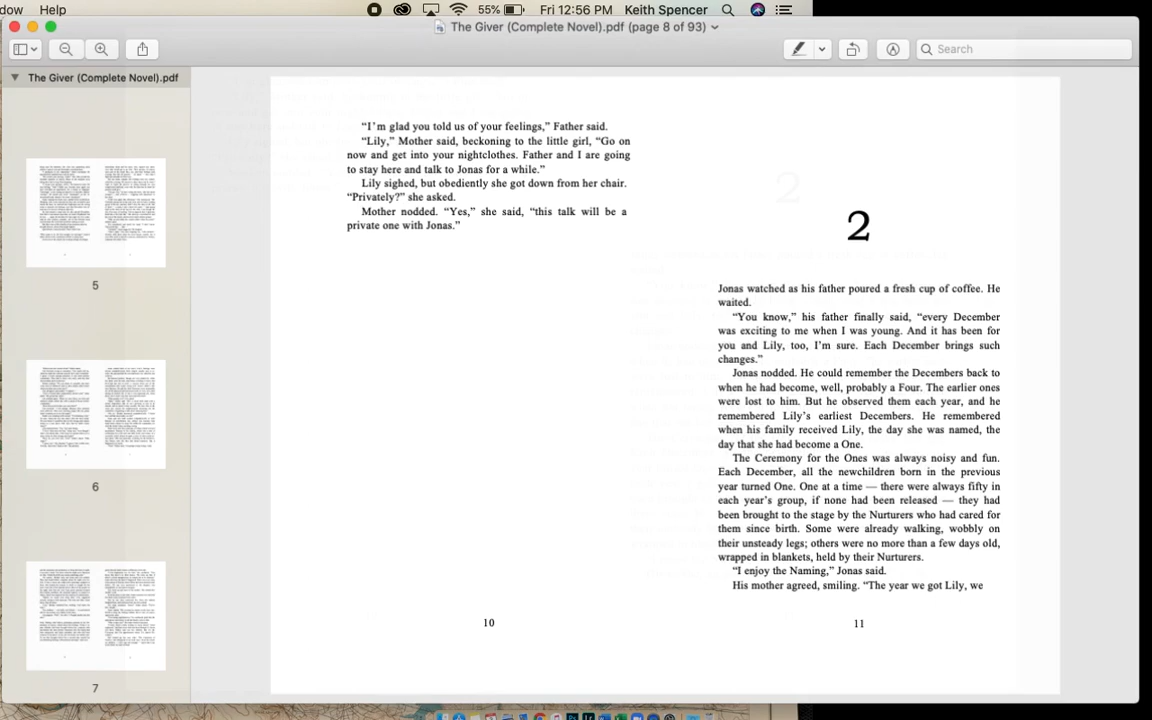 dow Help 55% Fri 12:56 PM Keith Spencer
The Giver (Complete Novel).pdf (page 8 of 93)
Search
The Giver (Complete Novel).pdf
5
6
7
“I’m glad you told us of your feelings,” Father said.
“Lily,” Mother said, beckoning to the little girl, “Go on
now and get into your nightclothes. Father and I are going
to stay here and talk to Jonas for a while.”
Lily sighed, but obediently she got down from her chair.
“Privately?” she asked.
Mother nodded. “Yes,” she said, “this talk will be a
private one with Jonas.”
10
2
Jonas watched as his father poured a fresh cup of coffee. He
waited.
“You know,” his father finally said, “every December
was exciting to me when I was young. And it has been for
you and Lily, too, I’m sure. Each December brings such
changes.”
Jonas nodded. He could remember the Decembers back to
when he had become, well, probably a Four. The earlier ones
were lost to him. But he observed them each year, and he
remembered Lily’s earliest Decembers. He remembered
when his family received Lily, the day she was named, the
day that she had become a One.
The Ceremony for the Ones was always noisy and fun.
Each December, all the newchildren born in the previous
year turned One. One at a time — there were always fifty in
each year’s group, if none had been released — they had
been brought to the stage by the Nurturers who had cared for
them since birth. Some were already walking, wobbly on
their unsteady legs; others were no more than a few days old,
wrapped in blankets, held by their Nurturers.
“I enjoy the Naming,” Jonas said.
His mother agreed, smiling. “The year we got Lily, we
11